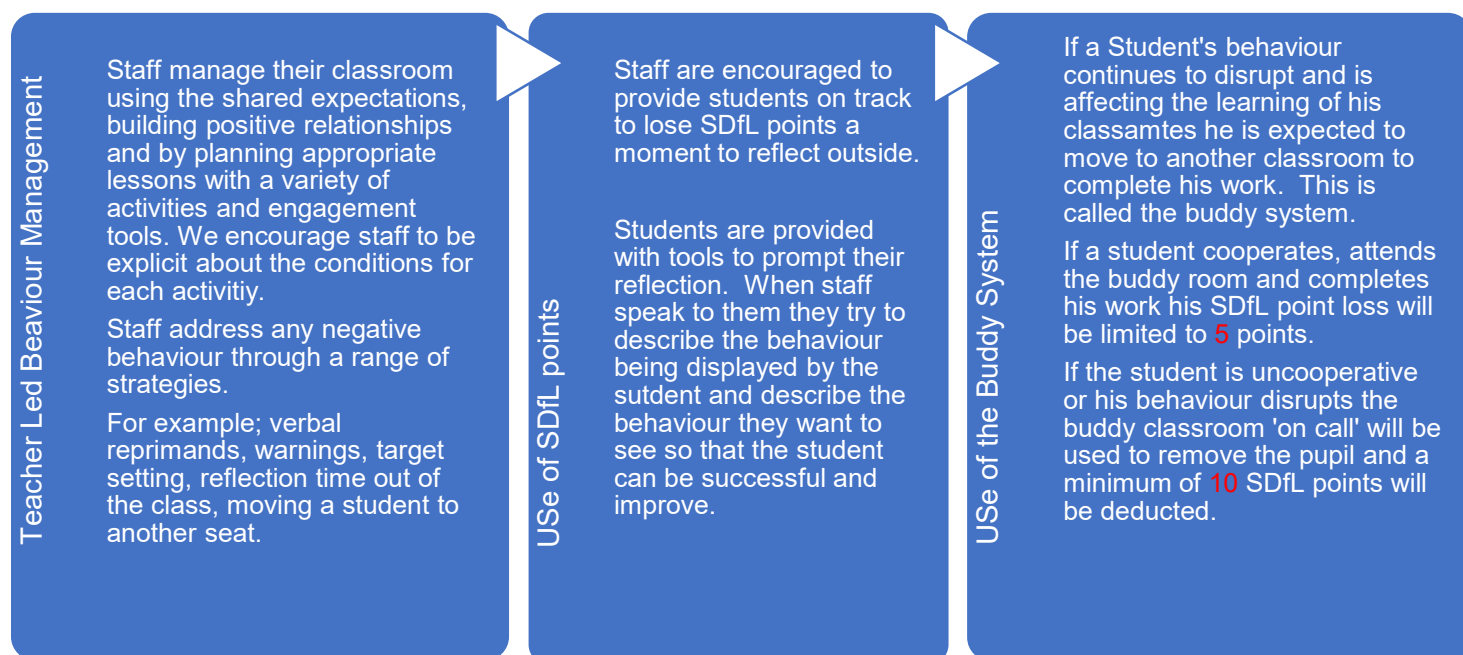 Teacher Led Beaviour Management
Staff manage their classroom
using the shared expectations,
building positive relationships
and by planning appropriate
lessons with a variety of
activities and engagement
tools. We encourage staff to be
explicit about the conditions for
each activitiy.
Staff address any negative
behaviour through a range of
strategies.
For example; verbal
reprimands, warnings, target
setting, reflection time out of
the class, moving a student to
another seat.
USe of SDfL points
Staff are encouraged to
provide students on track
to lose SDfL points a
moment to reflect outside.
Students are provided
with tools to prompt their
reflection.  When staff
speak to them they try to
describe the behaviour
being displayed by the
sutdent and describe the
behaviour they want to
see so that the student
can be successful and
improve.
USe of the Buddy System
If a Student's behaviour
continues to disrupt and is
affecting the learning of his
classamtes he is expected to
move to another classroom to
complete his work.  This is
called the buddy system.
If a student cooperates, attends
the buddy room and completes
his work his SDfL point loss will
be limited to 5 points.
If the student is uncooperative
or his behaviour disrupts the
buddy classroom 'on call' will be
used to remove the pupil and a
minimum of 10 SDfL points will
be deducted.